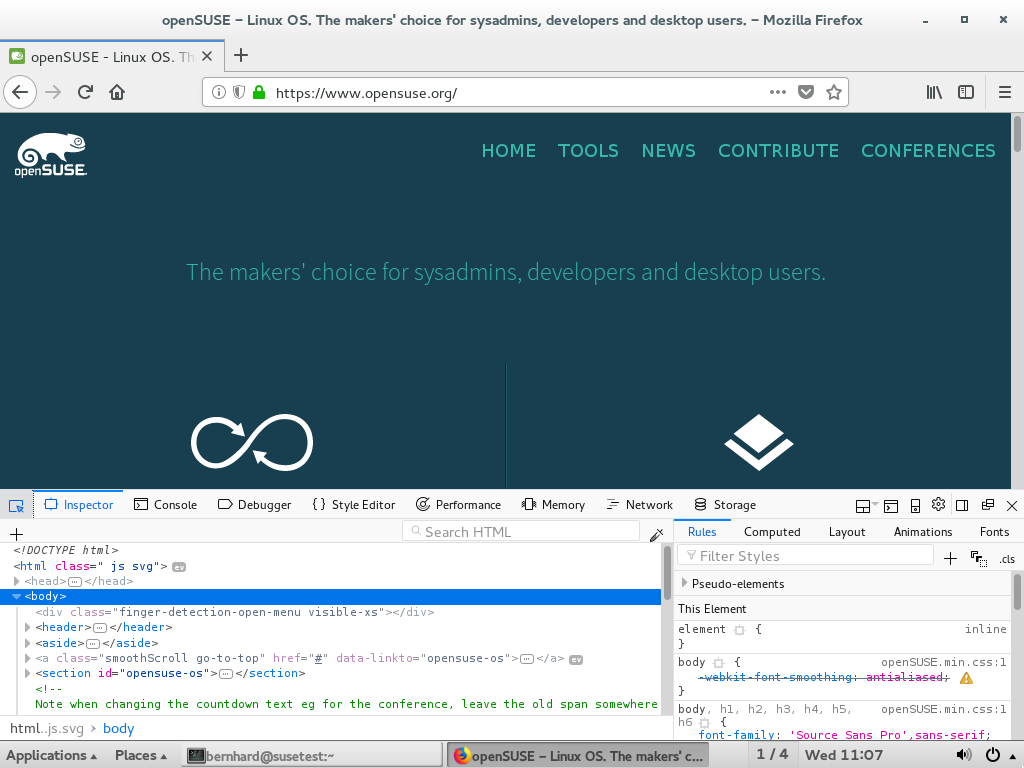 openSUSE – Linux OS. The makers' choice for sysadmins, developers and desktop users. – Mozilla Firefox
openSUSE - Linux OS. Th
https://www.opensuse.org/
openSUSE.
HOME TOOLS NEWS CONTRIBUTE CONFERENCES
The makers' choice for sysadmins, developers and desktop users.
Inspector Console Debugger Style Editor Performance Memory Network Storage
Search HTML
<!DOCTYPE html>
<html class=" js svg"> ev
<head></head>
<body>
<div class="finger-detection-open-menu visible-xs"></div>
<header></header>
<aside></aside>
<a class="smoothScroll go-to-top" href="#" data-linkto="opensuse-os"></a> ev
<section id="opensuse-os"></section>
<!--
Note when changing the countdown text eg for the conference, leave the old span somewhere
html.js.svg body
Rules Computed Layout Animations Fonts
Filter Styles
.cls
Pseudo-elements
This Element
element { inline
}
body { openSUSE.min.css:1
-webkit-font-smoothing: antialiased;
}
body, h1, h2, h3, h4, h5, openSUSE.min.css:1
h6 {
font-family: 'Source Sans Pro',sans-serif;
Applications Places bernhard@susetest:~ openSUSE – Linux OS. The makers' c... 1 / 4 Wed 11:07